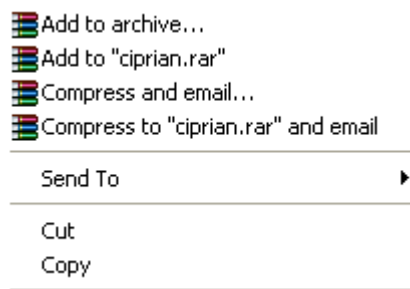 Add to archive...
Add to "ciprian.rar"
Compress and email...
Compress to "ciprian.rar" and email
Send To
Cut
Copy